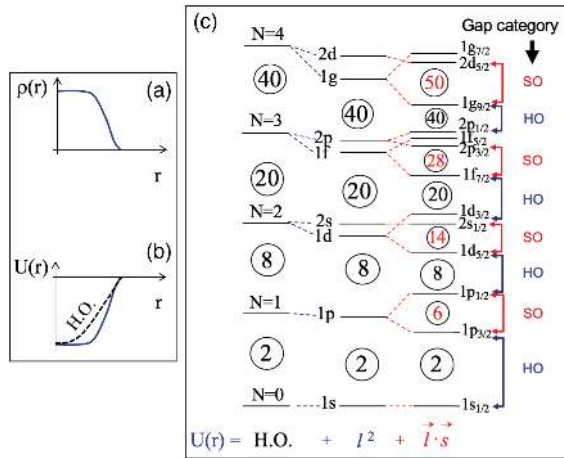 (a)
ρ(r)
r
(b)
U(r)
H.O.
r
(c)
Gap category
N=4
2d
1g
1g7/2
2d5/2
40
50
SO
1g9/2
40
40
HO
2p1/2
N=3
2p
1f
1f5/2
2p3/2
28
SO
1f7/2
20
20
20
HO
1d3/2
N=2
2s
1d
2s1/2
14
SO
1d5/2
8
8
8
HO
1p1/2
N=1
1p
6
SO
1p3/2
2
2
2
HO
N=0
1s
1s1/2
U(r) = H.O. + l² + l·s